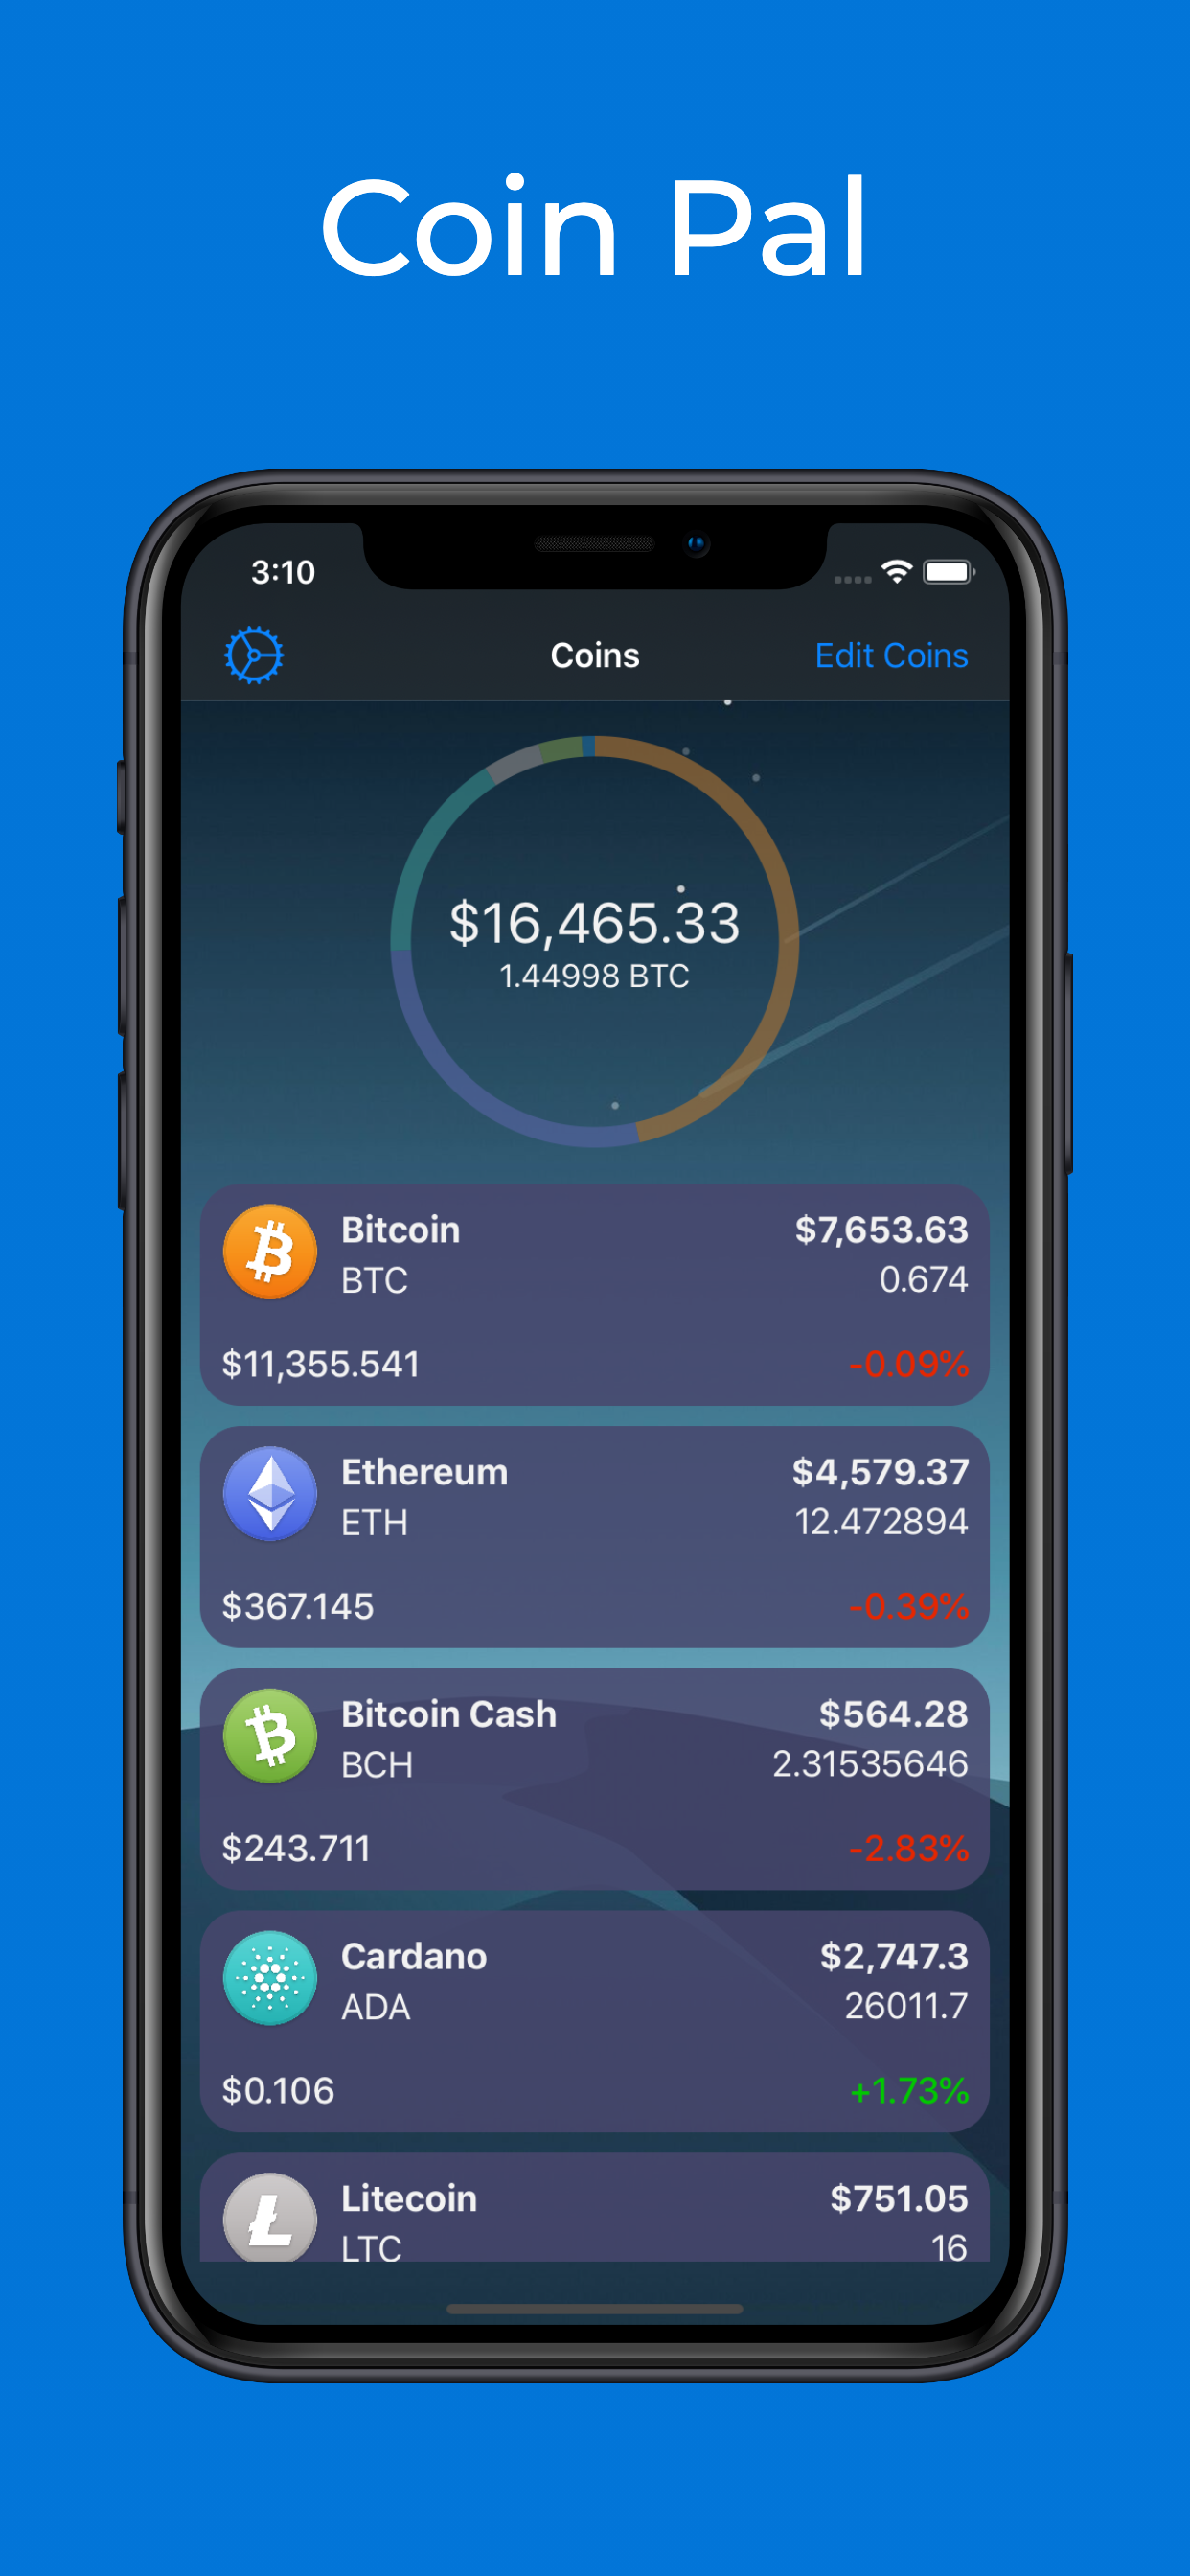 Coin Pal
3:10
Coins
Edit Coins
$16,465.33
1.44998 BTC
Bitcoin
$7,653.63
BTC
0.674
$11,355.541
-0.09%
Ethereum
$4,579.37
ETH
12.472894
$367.145
-0.39%
Bitcoin Cash
$564.28
BCH
2.31535646
$243.711
-2.83%
Cardano
$2,747.3
ADA
26011.7
$0.106
+1.73%
Litecoin
$751.05
LTC
16